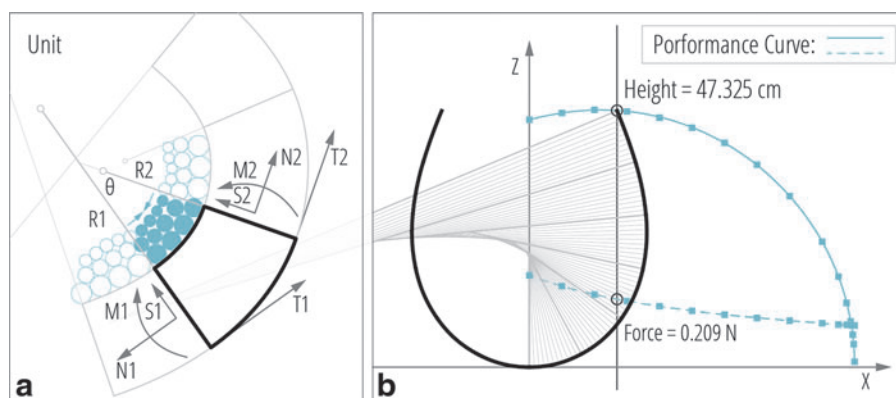 Unit
R2
θ
R1
M2
N2
S2
T2
M1
S1
T1
N1
a
Porformance Curve:
Z
Height = 47.325 cm
Force = 0.209 N
X
b